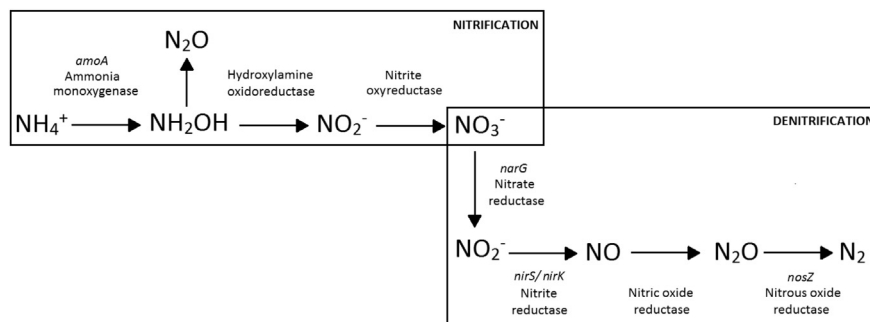 NITRIFICATION
N₂O
amoA
Ammonia
monoxygenase
Hydroxylamine
oxidoreductase
Nitrite
oxyreductase
NH₄⁺
NH₂OH
NO₂⁻
NO₃⁻
DENITRIFICATION
narG
Nitrate
reductase
NO₂⁻
NO
N₂O
N₂
nirS/nirK
Nitrite
reductase
Nitric oxide
reductase
nosZ
Nitrous oxide
reductase